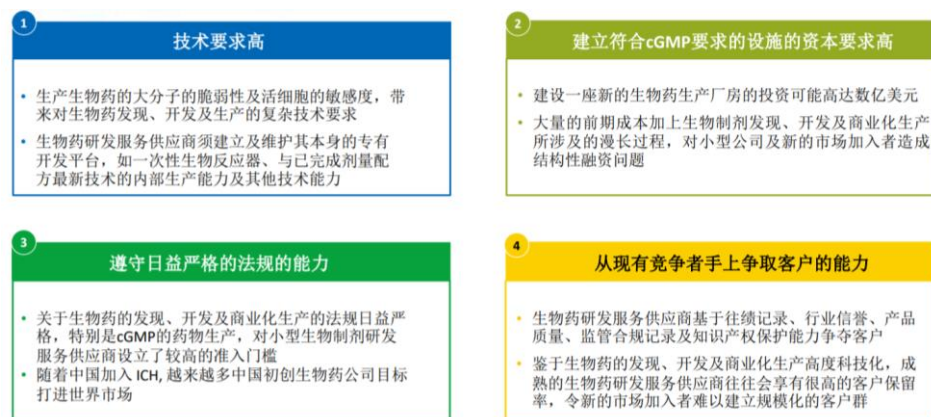 1
技术要求高
• 生产生物药的大分子的脆弱性及活细胞的敏感度，带
来对生物药发现、开发及生产的复杂技术要求
• 生物药研发服务供应商须建立及维护其本身的专有
开发平台，如一次性生物反应器、与已完成剂量配
方最新技术的内部生产能力及其他技术能力
2
建立符合cGMP要求的设施的资本要求高
• 建设一座新的生物药生产厂房的投资可能高达数亿美元
• 大量的前期成本加上生物制剂发现、开发及商业化生产
所涉及的漫长过程，对小型公司及新的市场加入者造成
结构性融资问题
3
遵守日益严格的法规的能力
• 关于生物药的发现、开发及商业化生产的法规日益严
格，特别是cGMP的药物生产，对小型生物制剂研发
服务供应商设立了较高的准入门槛
• 随着中国加入 ICH, 越来越多中国初创生物药公司目标
打进世界市场
4
从现有竞争者手上争取客户的能力
• 生物药研发服务供应商基于往绩记录、行业信誉、产品
质量、监管合规记录及知识产权保护能力争夺客户
• 鉴于生物药的发现、开发及商业化生产高度科技化，成
熟的生物药研发服务供应商往往会享有很高的客户保留
率，令新的市场加入者难以建立规模化的客户群